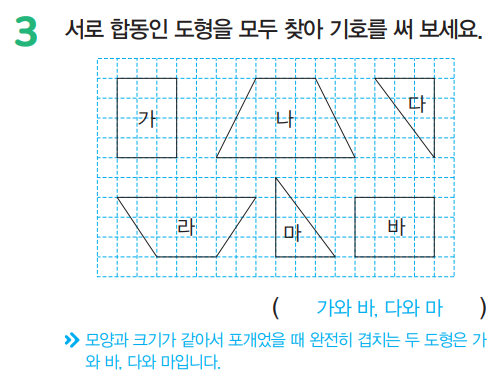 3 서로 합동인 도형을 모두 찾아 기호를 써 보세요.
가 나 다
라 마 바
( 가와 바, 다와 마 )
모양과 크기가 같아서 포개었을 때 완전히 겹치는 두 도형은 가
와 바, 다와 마입니다.